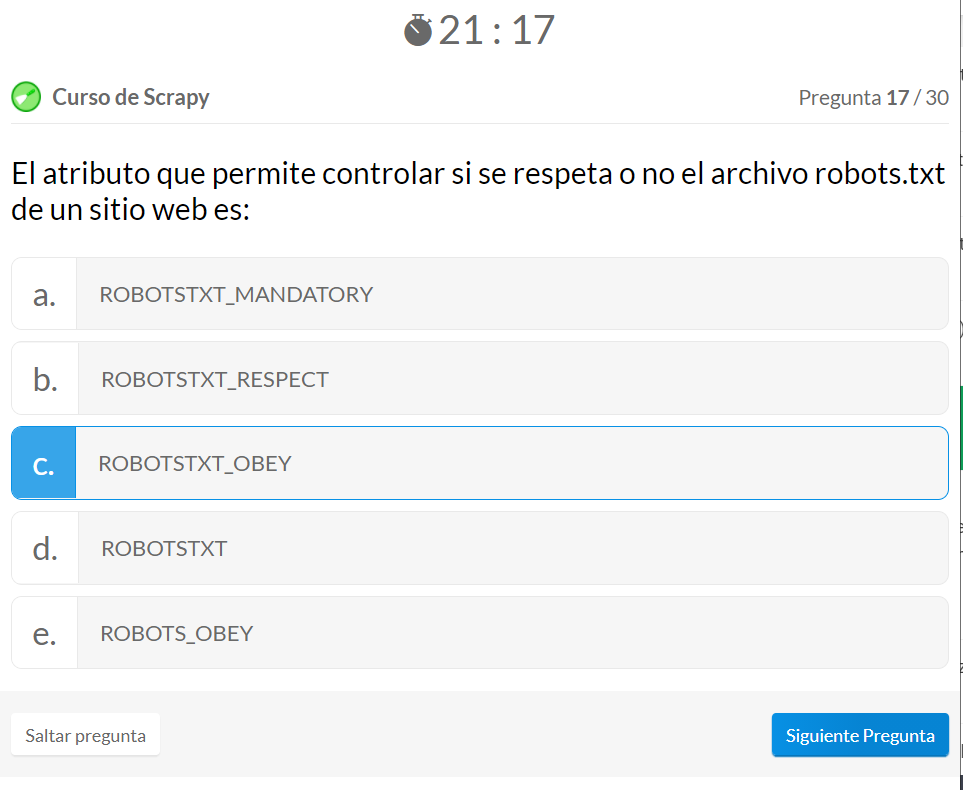 21 : 17
Curso de Scrapy
Pregunta 17 / 30
El atributo que permite controlar si se respeta o no el archivo robots.txt
de un sitio web es:
a. ROBOTSTXT_MANDATORY
b. ROBOTSTXT_RESPECT
c. ROBOTSTXT_OBEY
d. ROBOTSTXT
e. ROBOTS_OBEY
Saltar pregunta
Siguiente Pregunta